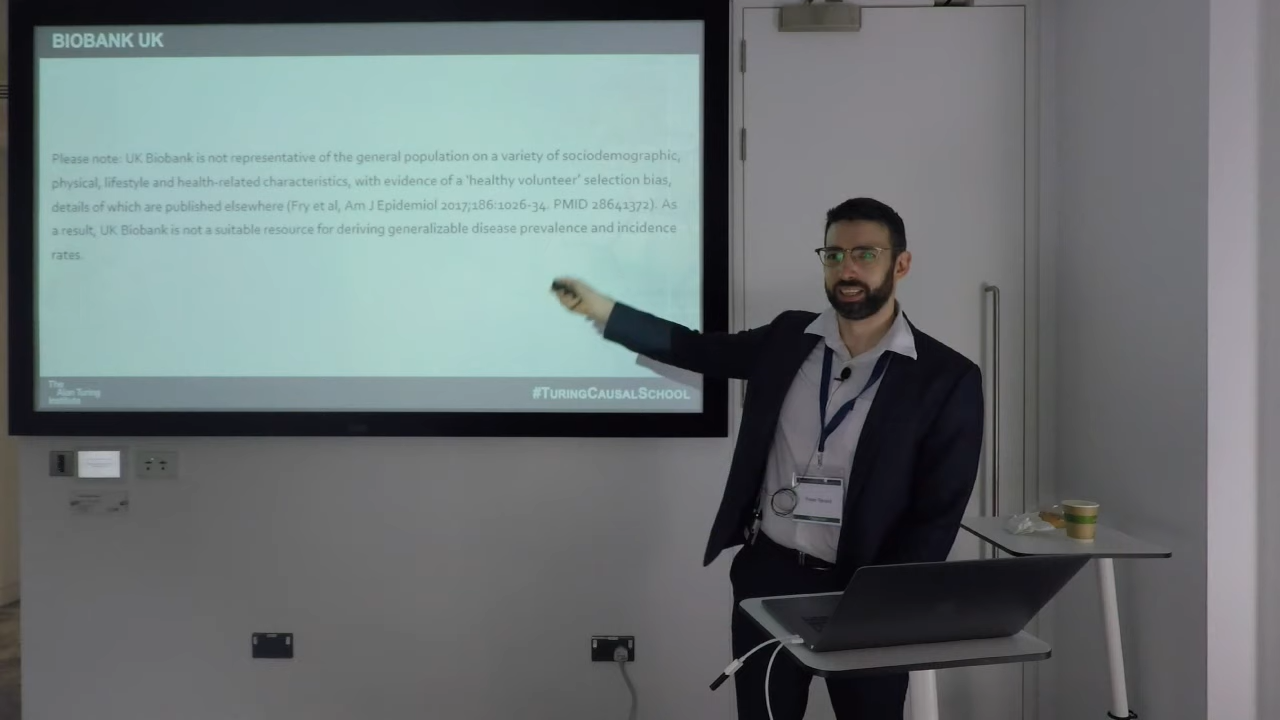 BIOBANK UK
Please note: UK Biobank is not representative of the general population on a variety of sociodemographic,
physical, lifestyle and health-related characteristics, with evidence of a 'healthy volunteer' selection bias,
details of which are published elsewhere (Fry et al, Am J Epidemiol 2017;186:1026-34. PMID 28641372). As
a result, UK Biobank is not a suitable resource for deriving generalizable disease prevalence and incidence
rates.
The
Alan Turing
Institute
#TURINGCAUSALSCHOOL